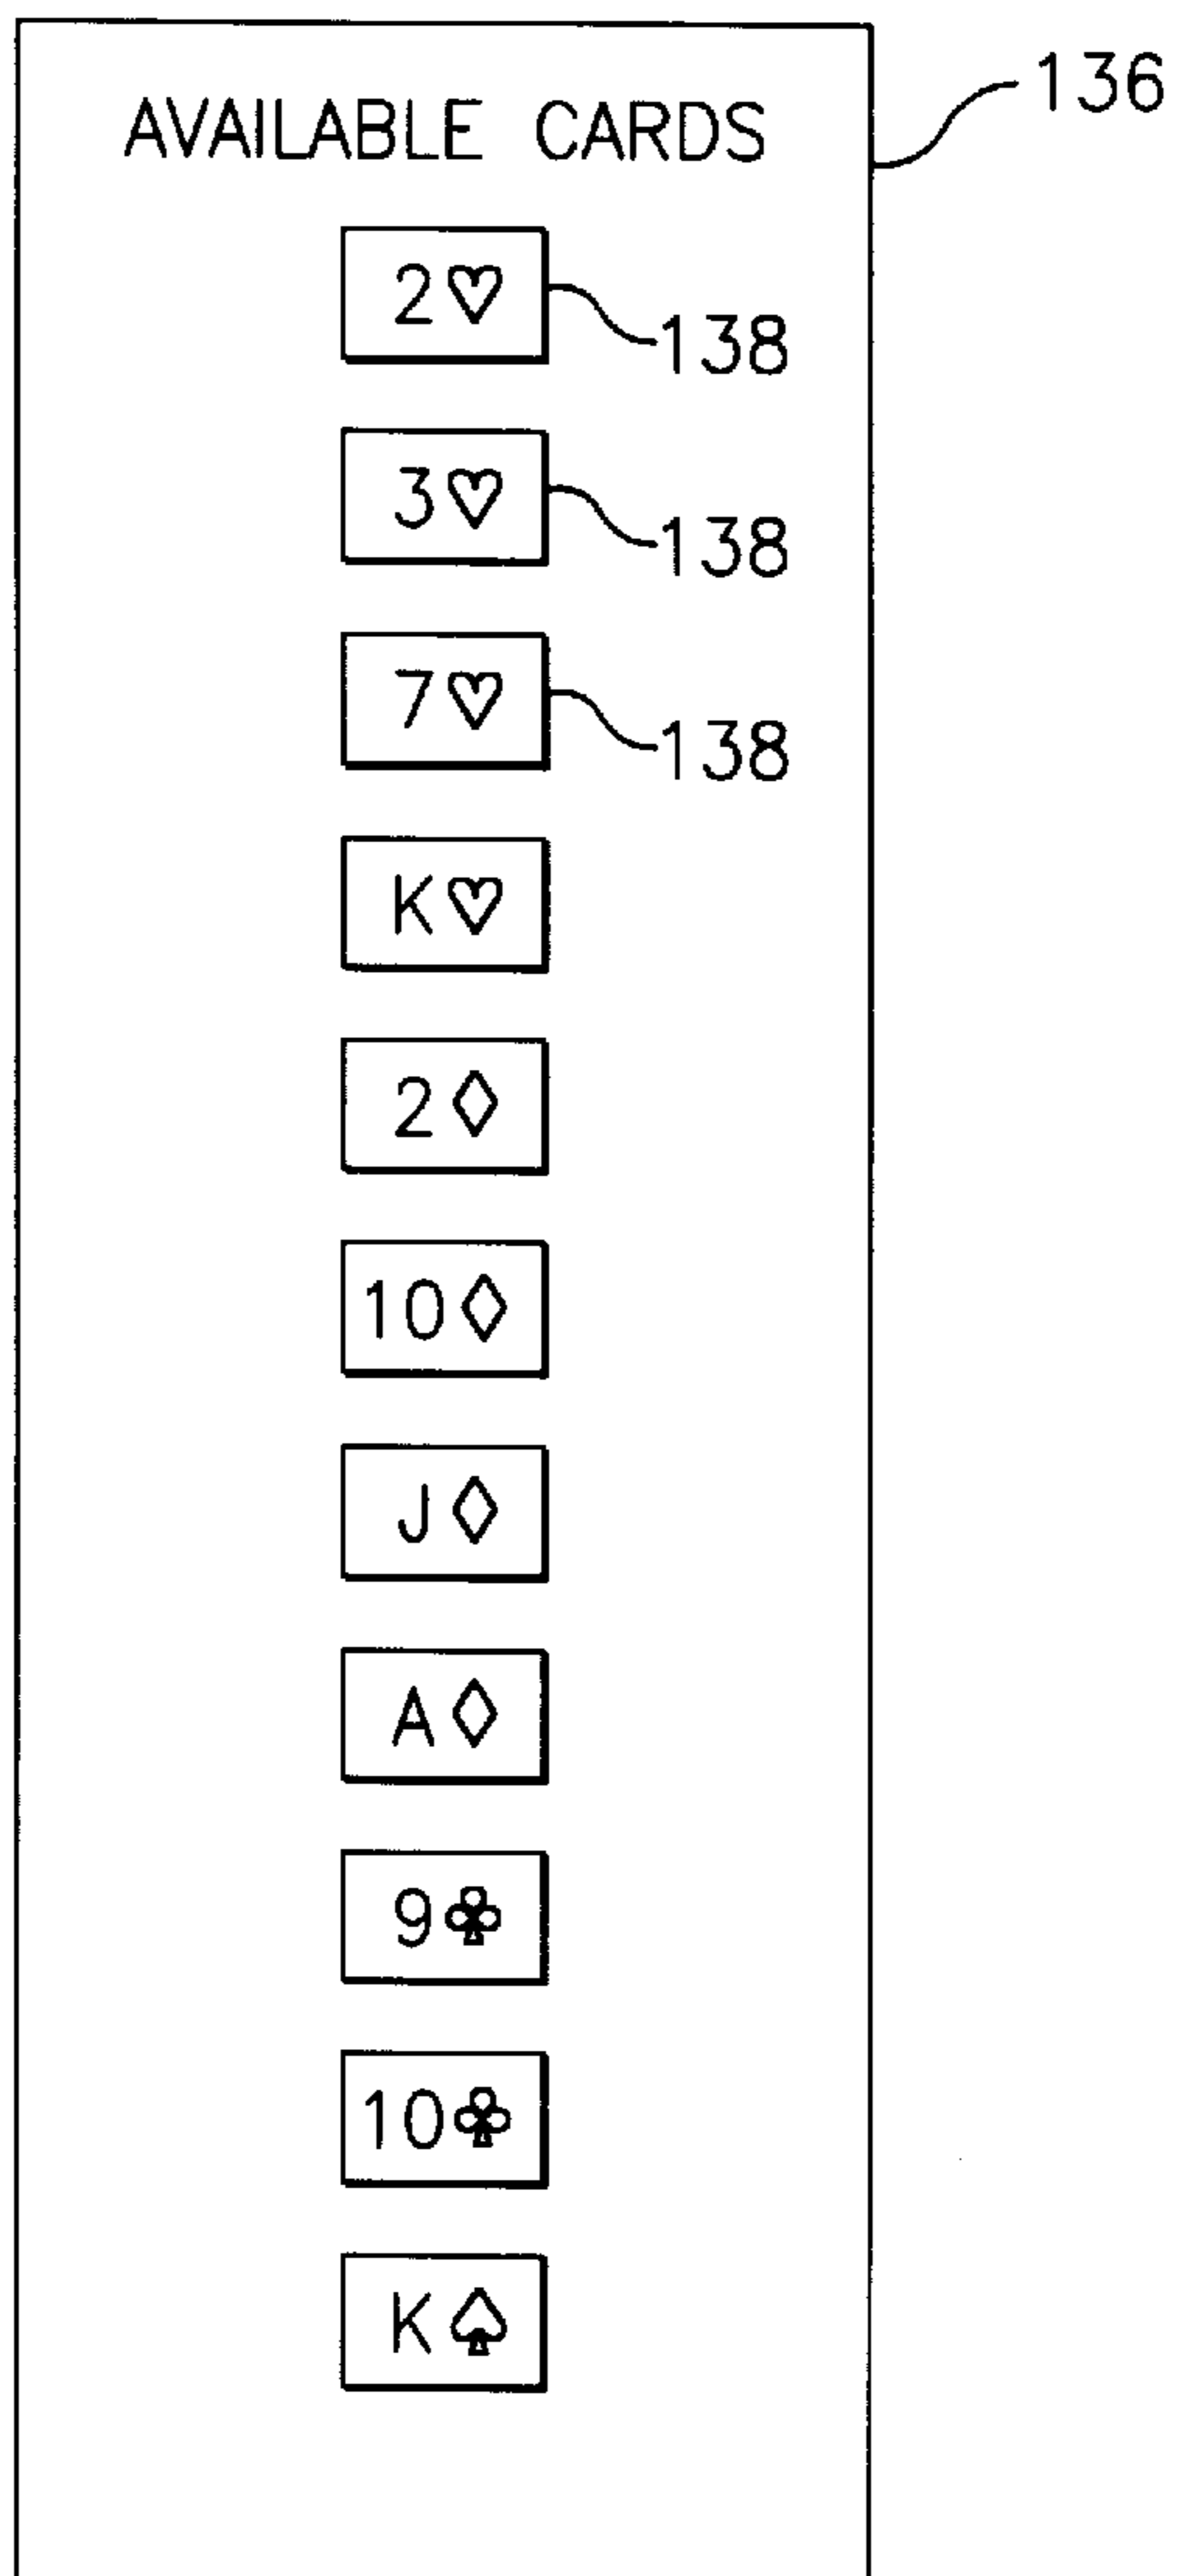 136
AVAILABLE CARDS
2♡
138
3♡
138
7♡
138
K♡
2♢
10♢
J♢
A♢
9♧
10♧
K♤